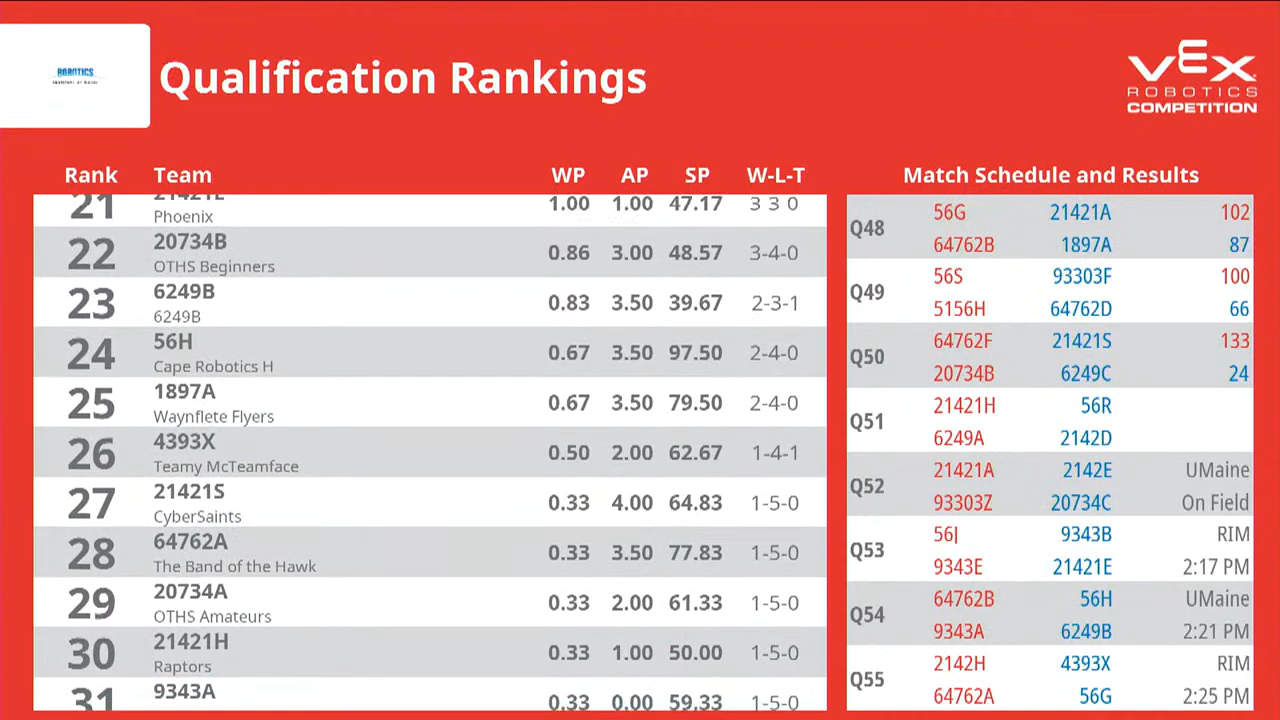 ROBOTICS
Qualification Rankings
VEX
ROBOTICS
COMPETITION
Rank Team WP AP SP W-L-T
21 21421E 1.00 1.00 47.17 3 3 0
Phoenix
22 20734B 0.86 3.00 48.57 3-4-0
OTHS Beginners
23 6249B 0.83 3.50 39.67 2-3-1
6249B
24 56H 0.67 3.50 97.50 2-4-0
Cape Robotics H
25 1897A 0.67 3.50 79.50 2-4-0
Waynflete Flyers
26 4393X 0.50 2.00 62.67 1-4-1
Teamy McTeamface
27 21421S 0.33 4.00 64.83 1-5-0
CyberSaints
28 64762A 0.33 3.50 77.83 1-5-0
The Band of the Hawk
29 20734A 0.33 2.00 61.33 1-5-0
OTHS Amateurs
30 21421H 0.33 1.00 50.00 1-5-0
Raptors
31 9343A 0.33 0.00 59.33 1-5-0
Match Schedule and Results
Q48 56G 21421A 102
64762B 1897A 87
Q49 56S 93303F 100
5156H 64762D 66
Q50 64762F 21421S 133
20734B 6249C 24
Q51 21421H 56R
6249A 2142D
Q52 21421A 2142E UMaine
93303Z 20734C On Field
Q53 56J 9343B RIM
9343E 21421E 2:17 PM
Q54 64762B 56H UMaine
9343A 6249B 2:21 PM
Q55 2142H 4393X RIM
64762A 56G 2:25 PM